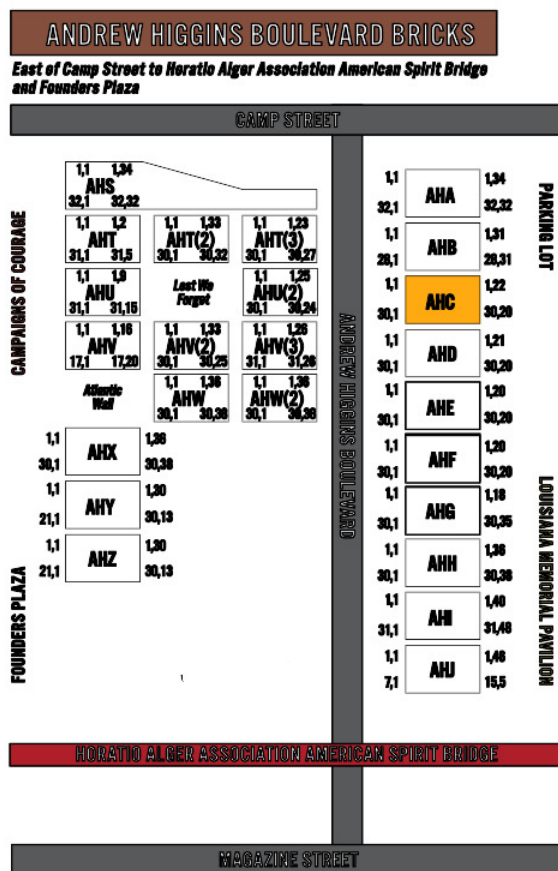 ANDREW HIGGINS BOULEVARD BRICKS
East of Camp Street to Horatio Alger Association American Spirit Bridge
and Founders Plaza
CAMP STREET
CAMPAIGNS OF COURAGE
FOUNDERS PLAZA
1,1 1,34
AHS
32,1 32,32
1,1 1,2
AHT
31,1 31,5
1,1 1,33
AHT(2)
30,1 30,32
1,1 1,23
AHT(3)
30,1 30,27
1,1 1,9
AHU
31,1 31,15
Lest We
Forget
1,1 1,25
AHU(2)
30,1 30,24
1,1 1,16
AHV
17,1 17,20
1,1 1,33
AHV(2)
30,1 30,25
1,1 1,26
AHV(3)
31,1 31,26
Atlantic
Wall
1,1 1,36
AHW
30,1 30,38
1,1 1,36
AHW(2)
30,1 30,38
1,1 1,36
AHX
30,1 30,38
1,1 1,30
AHY
21,1 30,13
1,1 1,30
AHZ
21,1 30,13
ANDREW HIGGINS BOULEVARD
1,1 1,34
AHA
32,1 32,32
1,1 1,31
AHB
28,1 28,31
1,1 1,22
AHC
30,1 30,20
1,1 1,21
AHD
30,1 30,20
1,1 1,20
AHE
30,1 30,20
1,1 1,20
AHF
30,1 30,20
1,1 1,18
AHG
30,1 30,35
1,1 1,36
AHH
30,1 30,38
1,1 1,40
AHI
31,1 31,48
1,1 1,48
AHJ
7,1 15,5
PARKING LOT
LOUISIANA MEMORIAL PAVILION
HORATIO ALGER ASSOCIATION AMERICAN SPIRIT BRIDGE
MAGAZINE STREET